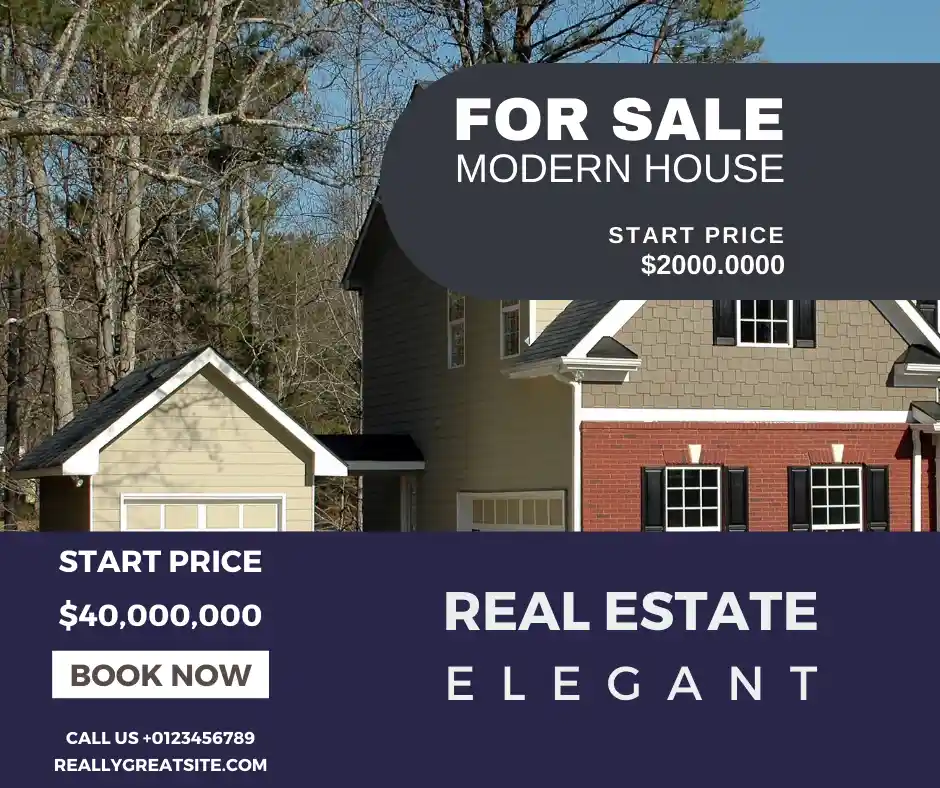 FOR SALE
MODERN HOUSE
START PRICE
$2000.0000
START PRICE
$40,000,000
BOOK NOW
CALL US +0123456789
REALLYGREATSITE.COM
REAL ESTATE
ELEGANT